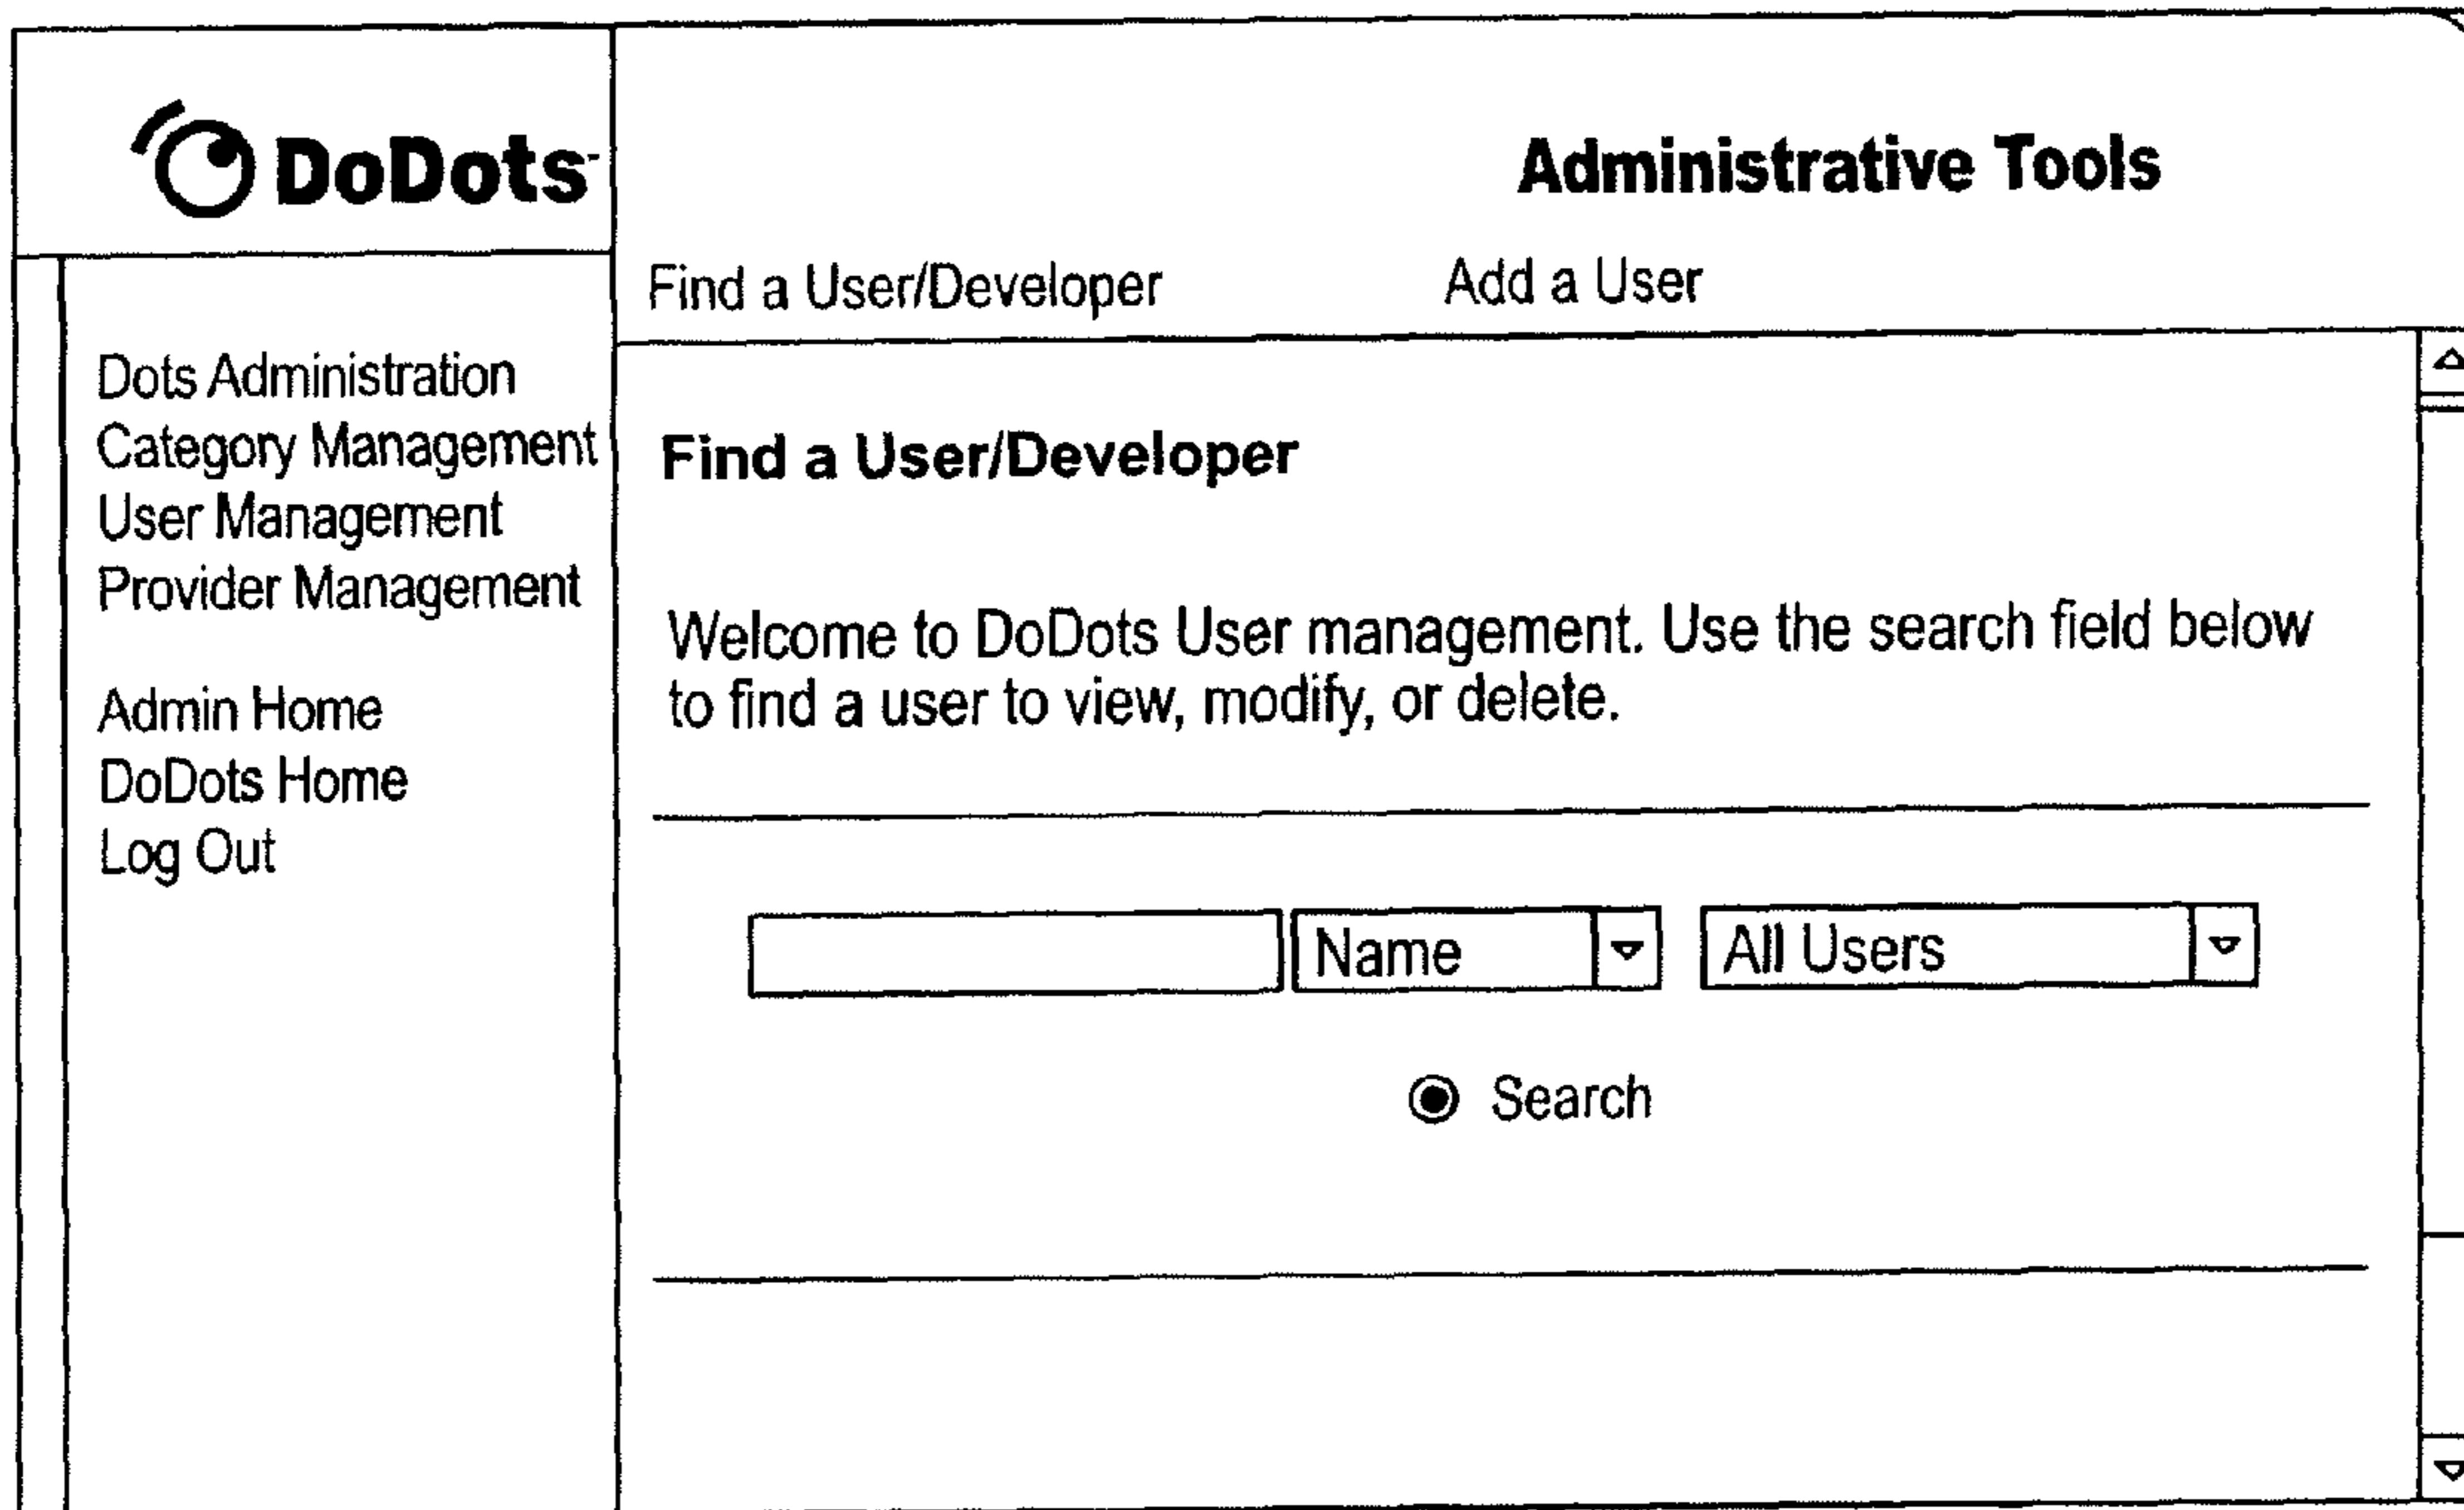 DoDots™
Administrative Tools
Find a User/Developer
Add a User
Dots Administration
Category Management
User Management
Provider Management
Admin Home
DoDots Home
Log Out
Find a User/Developer
Welcome to DoDots User management. Use the search field below
to find a user to view, modify, or delete.
Name
All Users
Search